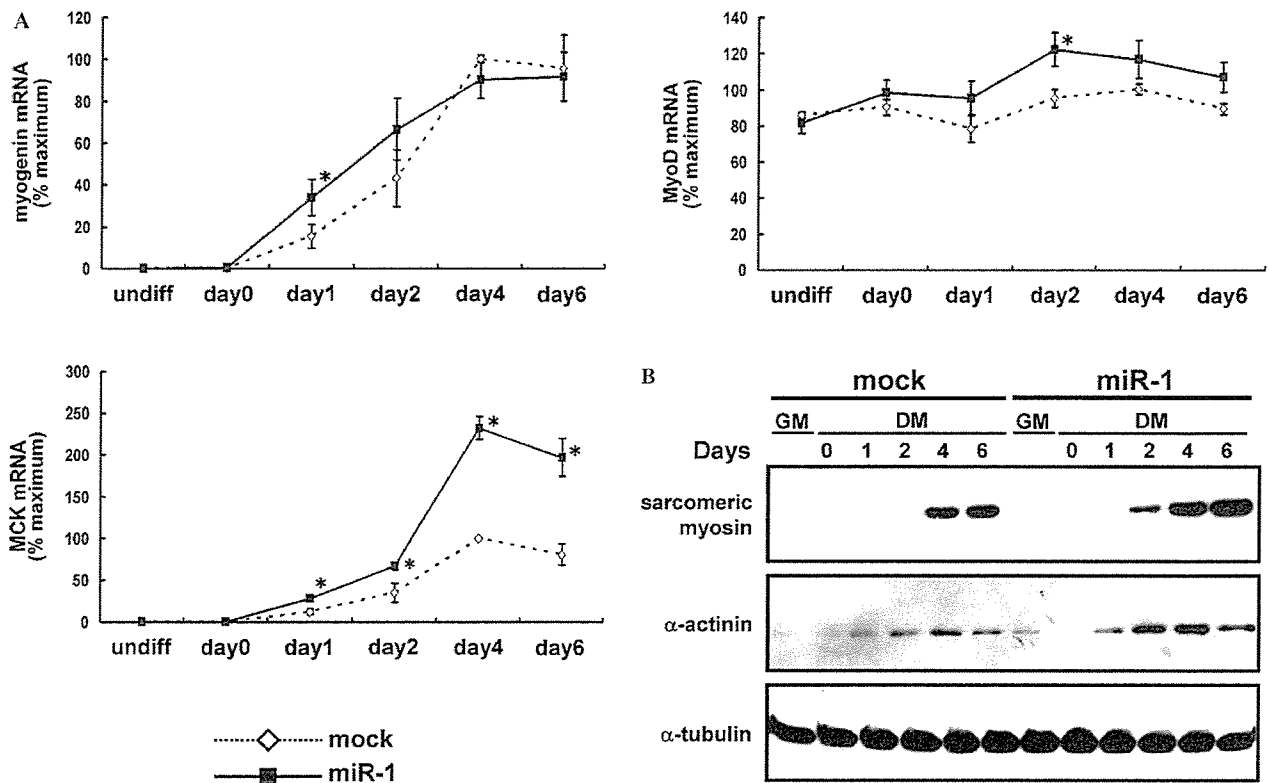 A
myogenin mRNA
(% maximum)
120
100
80
60
40
20
0
*
undiff day0 day1 day2 day4 day6
MyoD mRNA
(% maximum)
140
120
100
80
60
40
20
0
*
undiff day0 day1 day2 day4 day6
MCK mRNA
(% maximum)
300
250
200
150
100
50
0
* * * *
undiff day0 day1 day2 day4 day6
mock
miR-1
B
mock miR-1
GM DM GM DM
Days 0 1 2 4 6 0 1 2 4 6
sarcomeric
myosin
α-actinin
α-tubulin